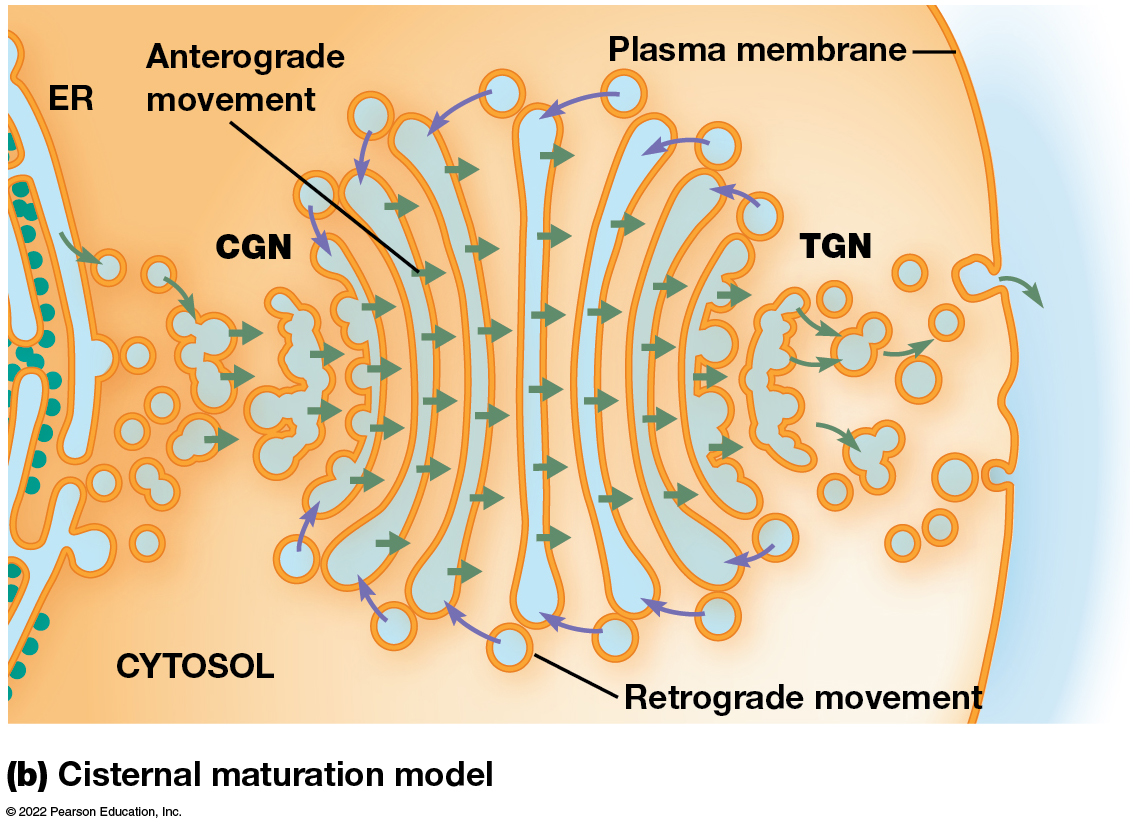 Anterograde
movement
Plasma membrane
ER
CGN
TGN
CYTOSOL
Retrograde movement
(b) Cisternal maturation model
© 2022 Pearson Education, Inc.